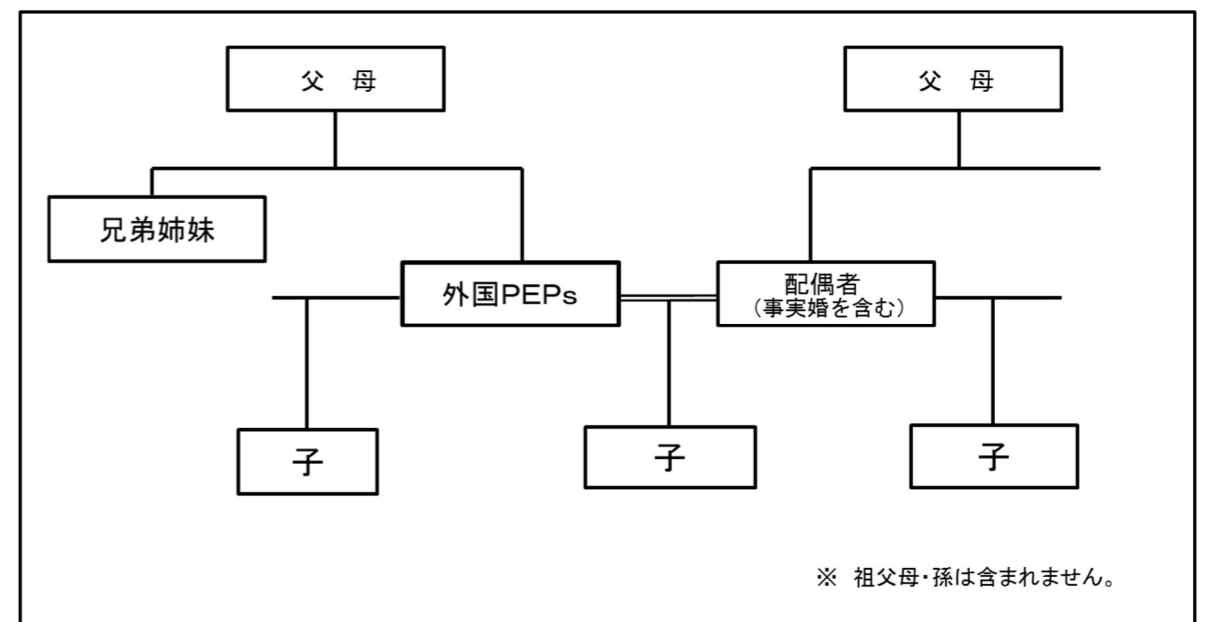 父　母
父　母
兄弟姉妹
外国PEPs
配偶者
（事実婚を含む）
子
子
子
※　祖父母・孫は含まれません。